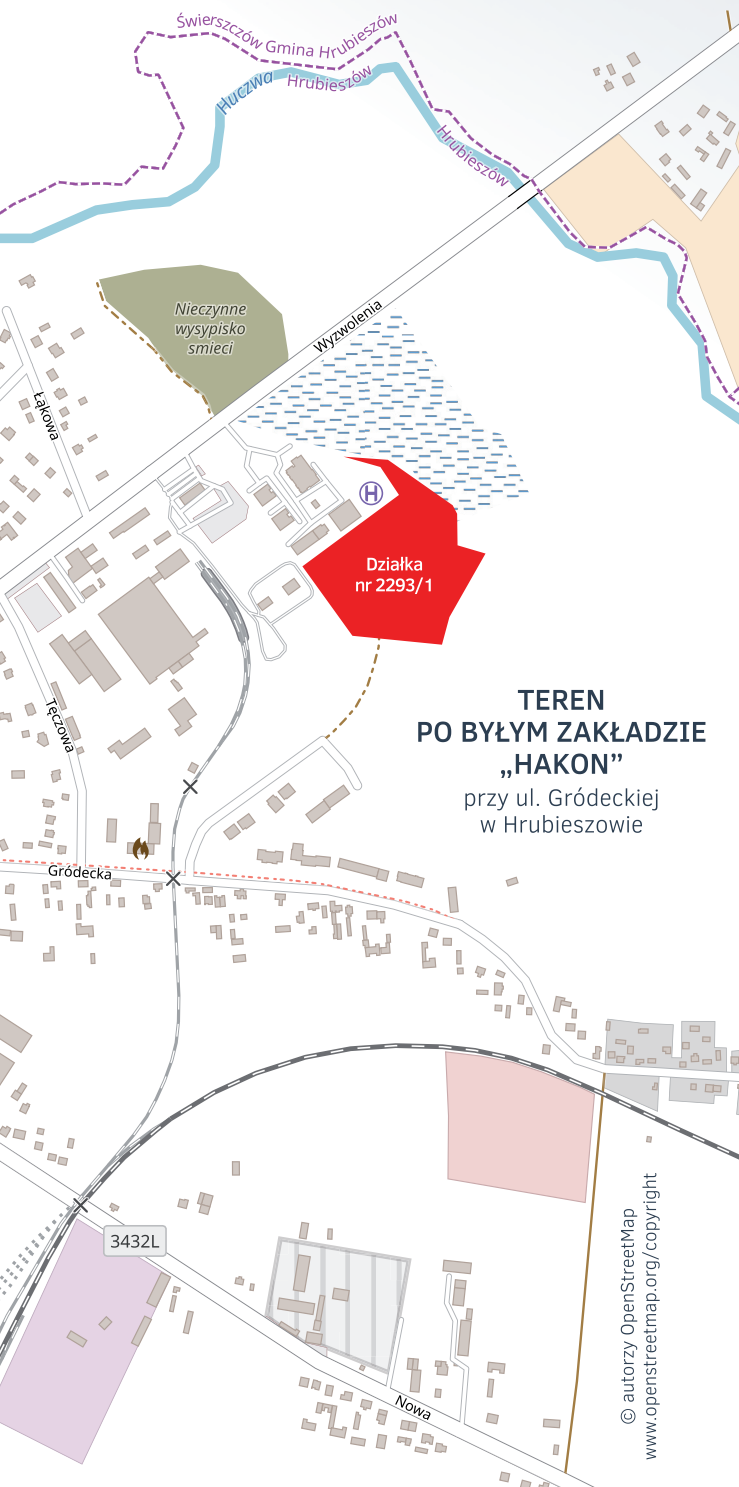 Świerszczów Gmina Hrubieszów
Hrubieszów
Huczwa
Hrubieszów
Nieczynne
wysypisko
smieci
Wyzwolenia
Łąkowa
H
Działka
nr 2293/1
TEREN
PO BYŁYM ZAKŁADZIE
„HAKON”
przy ul. Gródeckiej
w Hrubieszowie
Tęczowa
Gródecka
3432L
Nowa
© autorzy OpenStreetMap
www.openstreetmap.org/copyright